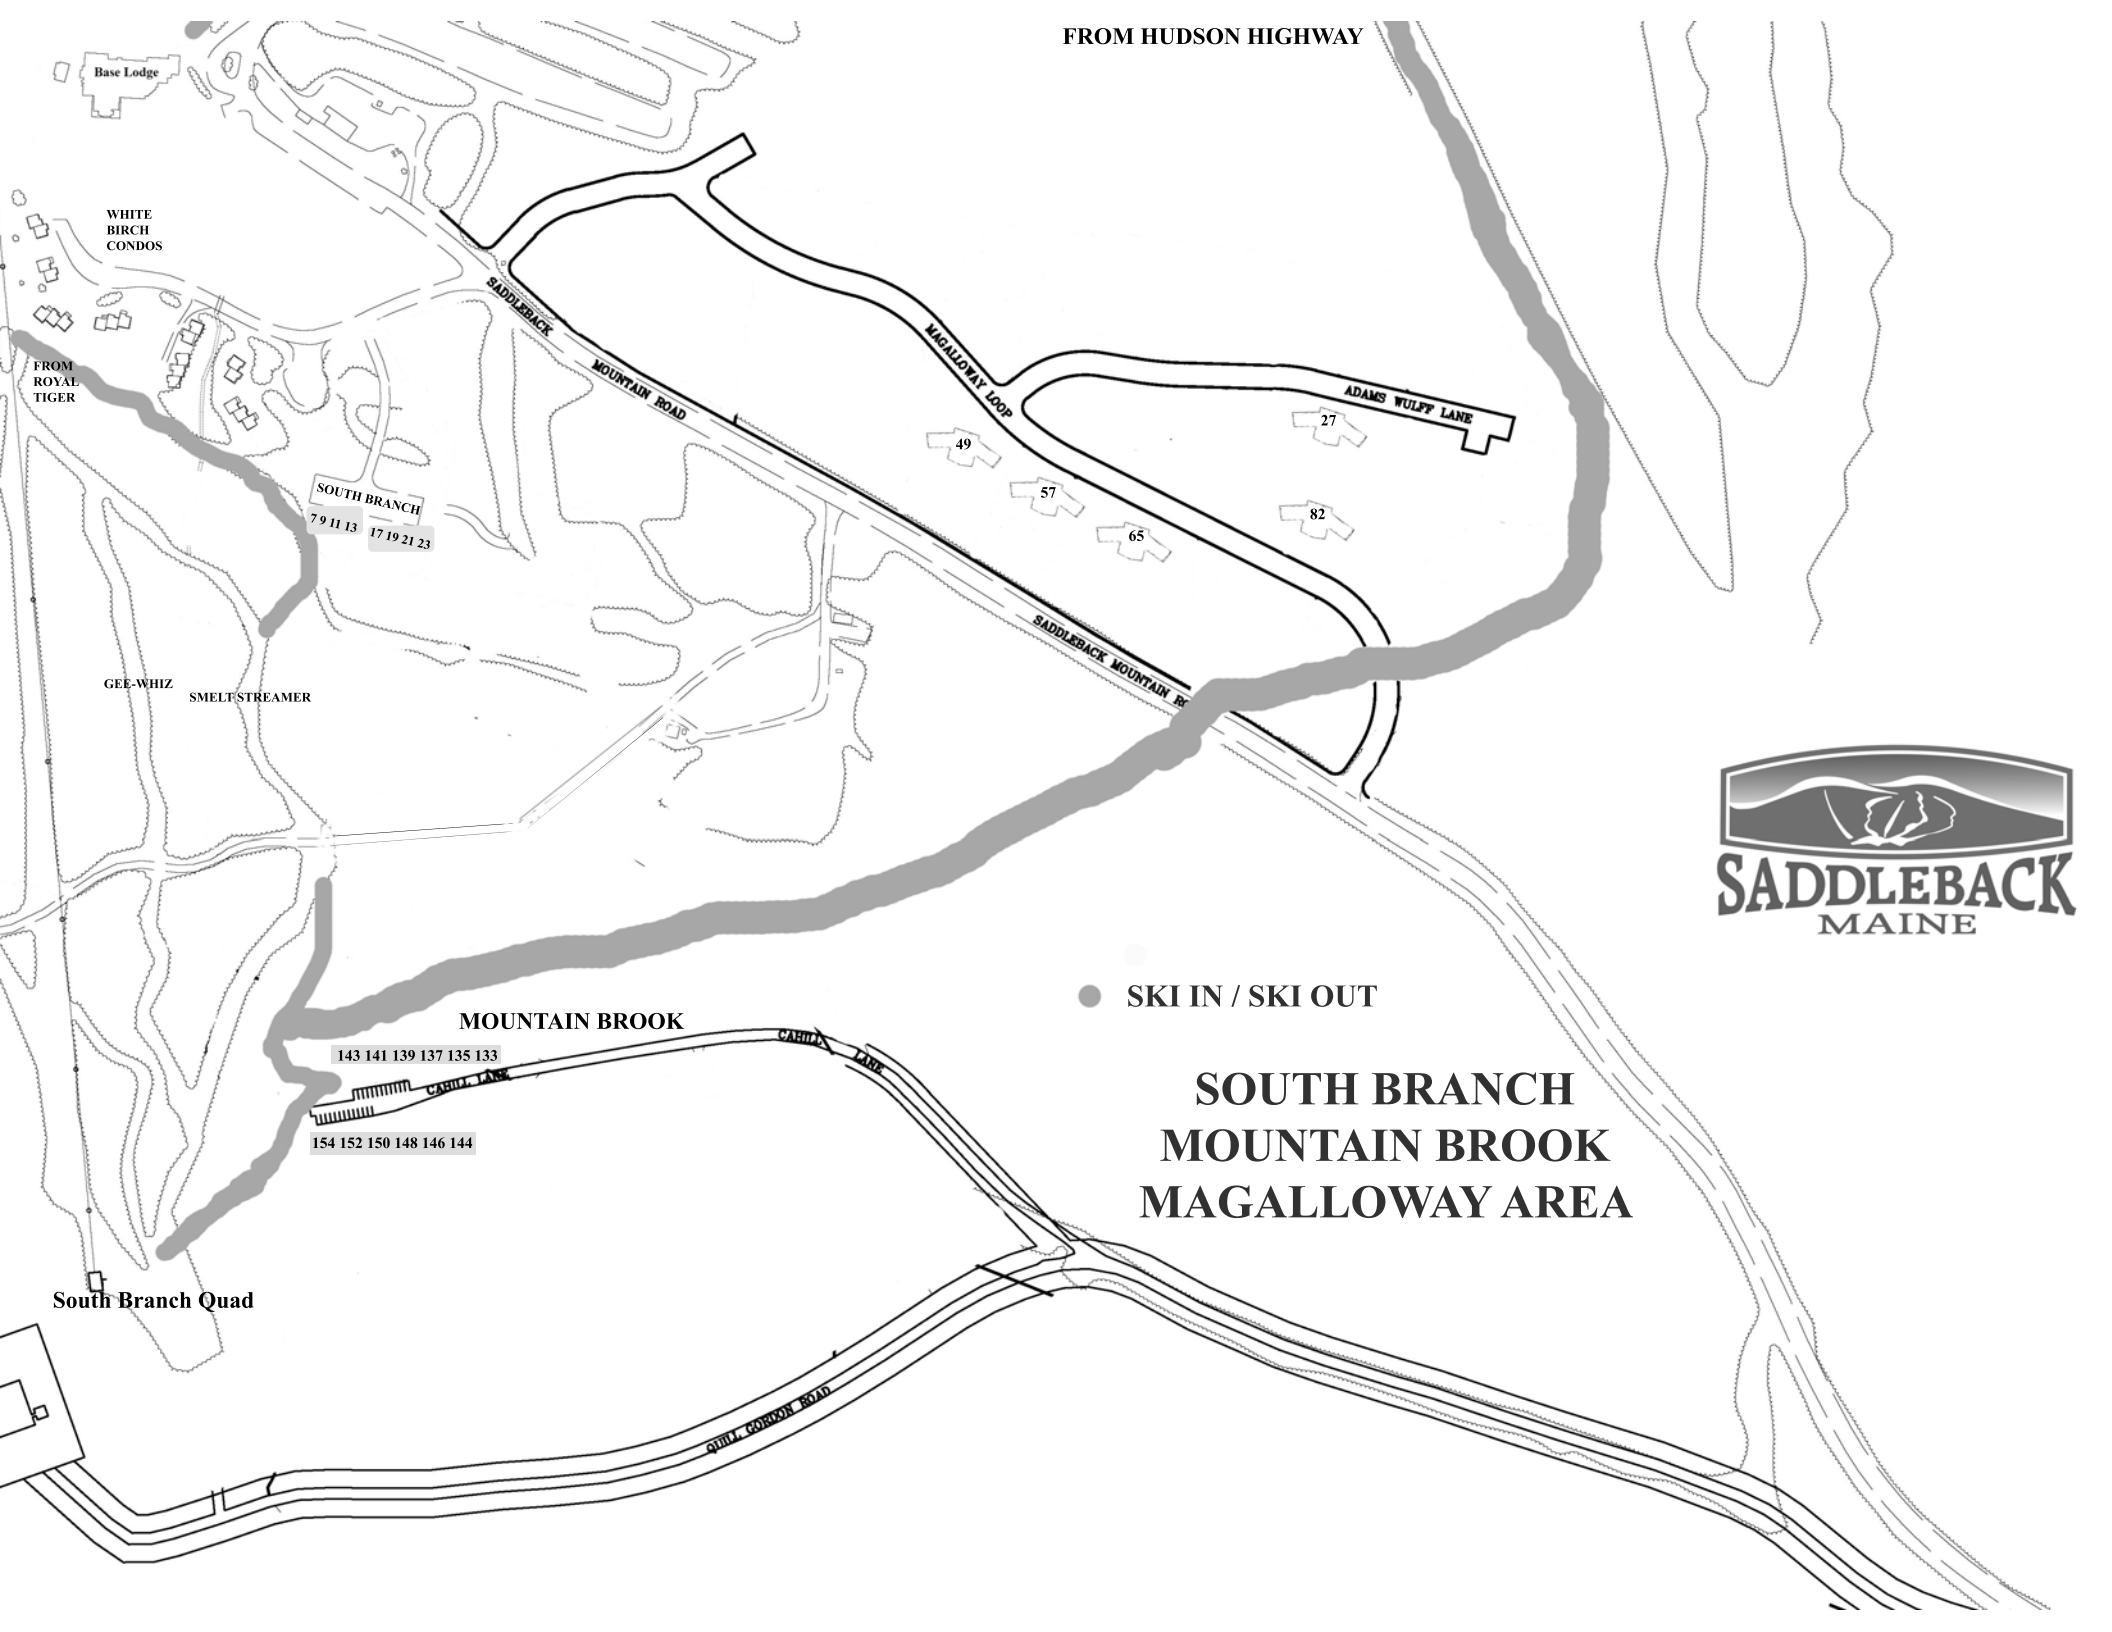 FROM HUDSON HIGHWAY
Base Lodge
WHITE
BIRCH
CONDOS
SADDLEBACK
MOUNTAIN ROAD
MAGALLOWAY LOOP
ADAMS WULFF LANE
FROM
ROYAL
TIGER
27
49
57
82
65
SOUTH BRANCH
7 9 11 13
17 19 21 23
SADDLEBACK MOUNTAIN RO
GEE-WHIZ
SMELT STREAMER
SADDLEBACK
MAINE
SKI IN / SKI OUT
MOUNTAIN BROOK
143 141 139 137 135 133
CAHILL LANE
CAHILL LANE
154 152 150 148 146 144
SOUTH BRANCH
MOUNTAIN BROOK
MAGALLOWAY AREA
South Branch Quad
QUILL GORDON ROAD